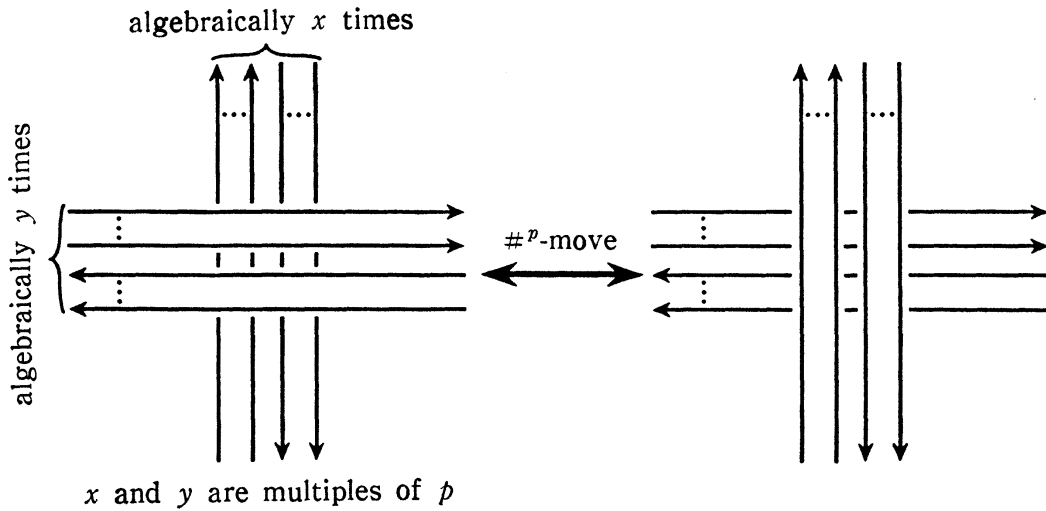 algebraically x times
algebraically y times
#ᵖ-move
x and y are multiples of p